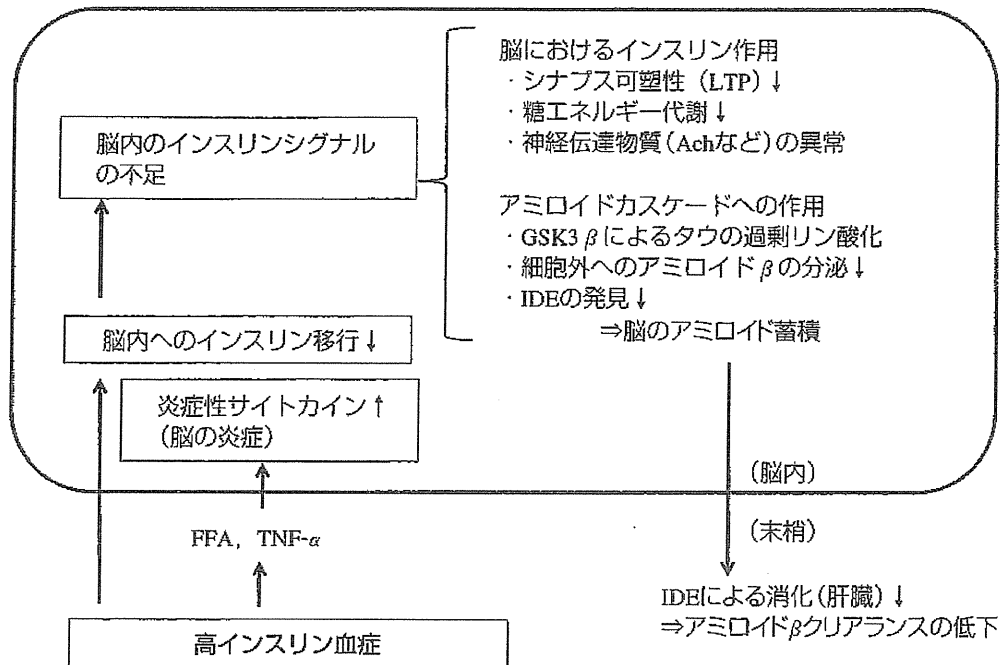 脳におけるインスリン作用
・シナプス可塑性（LTP）↓
・糖エネルギー代謝↓
・神経伝達物質（Achなど）の異常
脳内のインスリンシグナル
の不足
アミロイドカスケードへの作用
・GSK3βによるタウの過剰リン酸化
・細胞外へのアミロイドβの分泌↓
・IDEの発見↓
⇒脳のアミロイド蓄積
脳内へのインスリン移行↓
炎症性サイトカイン↑
（脳の炎症）
（脳内）
（末梢）
FFA，TNF-α
IDEによる消化（肝臓）↓
⇒アミロイドβクリアランスの低下
高インスリン血症